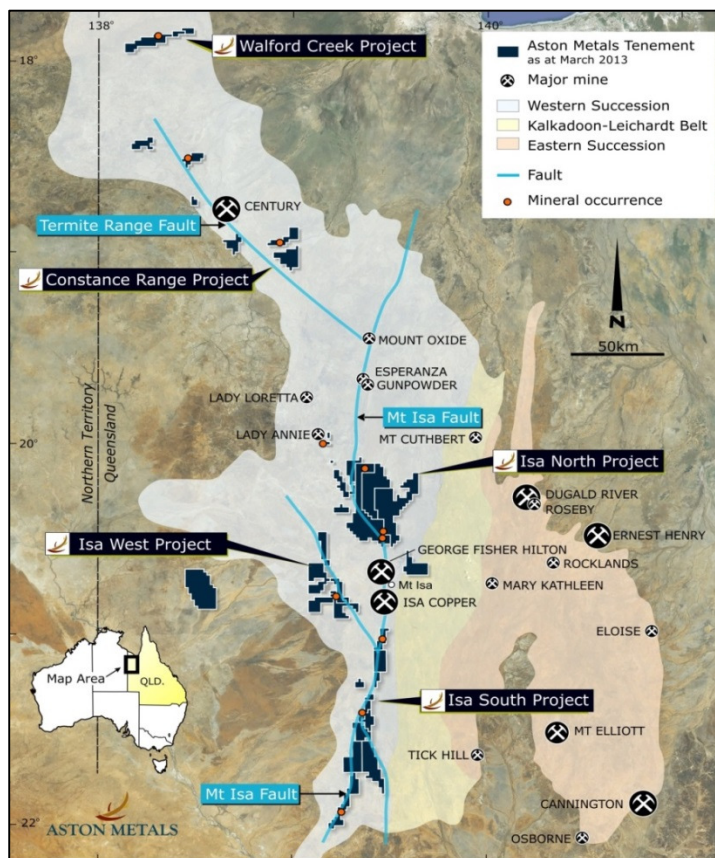 138°
140°
18°
Walford Creek Project
Aston Metals Tenement
as at March 2013
Major mine
Western Succession
Kalkadoon-Leichardt Belt
Eastern Succession
Fault
Mineral occurrence
CENTURY
Termite Range Fault
Constance Range Project
N
50km
MOUNT OXIDE
ESPERANZA
GUNPOWDER
LADY LORETTA
Mt Isa Fault
LADY ANNIE
MT CUTHBERT
20°
Northern Territory
Queensland
Isa North Project
DUGALD RIVER
ROSEBY
ERNEST HENRY
Isa West Project
GEORGE FISHER HILTON
ROCKLANDS
Mt Isa
MARY KATHLEEN
ISA COPPER
ELOISE
Map Area
QLD.
Isa South Project
MT ELLIOTT
TICK HILL
Mt Isa Fault
CANNINGTON
22°
ASTON METALS
OSBORNE